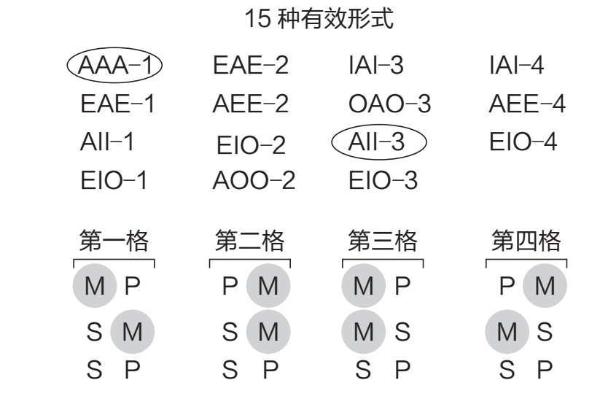 15 种有效形式
AAA–1 EAE–2 IAI–3 IAI–4
EAE–1 AEE–2 OAO–3 AEE–4
AII–1 EIO–2 AII–3 EIO–4
EIO–1 AOO–2 EIO–3
第一格 第二格 第三格 第四格
M P P M M P P M
S M S M M S M S
S P S P S P S P